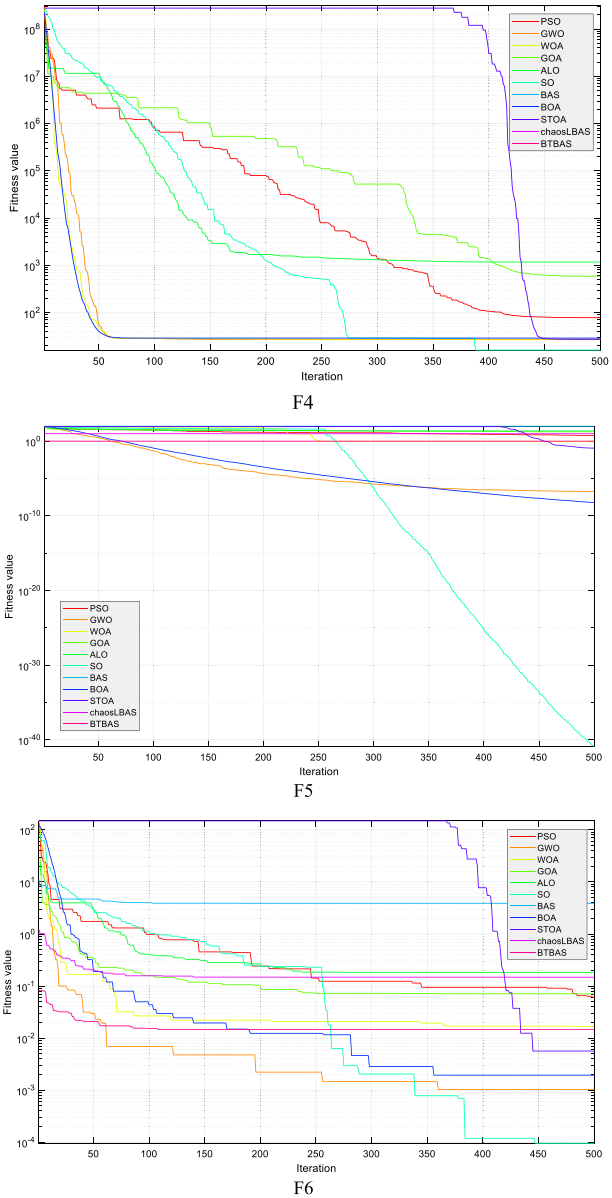 10^8
10^7
10^6
10^5
10^4
10^3
10^2
Fitness value
50 100 150 200 250 300 350 400 450 500
Iteration
PSO
GWO
WOA
GOA
ALO
SO
BAS
BOA
STOA
chaosLBAS
BTBAS
F4
10^0
10^-10
10^-20
10^-30
10^-40
Fitness value
50 100 150 200 250 300 350 400 450 500
Iteration
PSO
GWO
WOA
GOA
ALO
SO
BAS
BOA
STOA
chaosLBAS
BTBAS
F5
10^2
10^1
10^0
10^-1
10^-2
10^-3
10^-4
Fitness value
50 100 150 200 250 300 350 400 450 500
Iteration
PSO
GWO
WOA
GOA
ALO
SO
BAS
BOA
STOA
chaosLBAS
BTBAS
F6